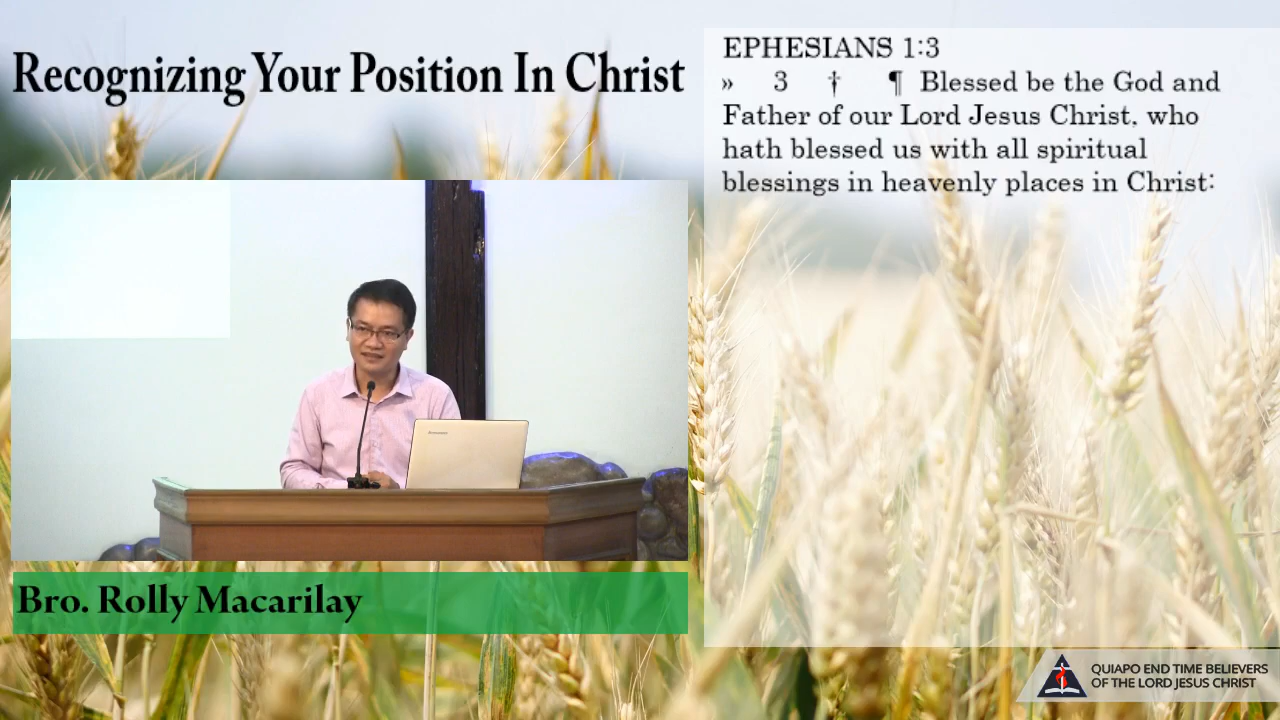 Recognizing Your Position In Christ
EPHESIANS 1:3
» 3 † ¶ Blessed be the God and
Father of our Lord Jesus Christ, who
hath blessed us with all spiritual
blessings in heavenly places in Christ:
Bro. Rolly Macarilay
QUIAPO END TIME BELIEVERS
OF THE LORD JESUS CHRIST